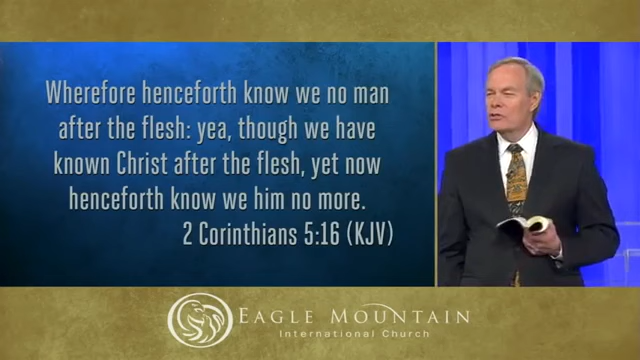 Wherefore henceforth know we no man
after the flesh: yea, though we have
known Christ after the flesh, yet now
henceforth know we him no more.
2 Corinthians 5:16 (KJV)
EAGLE MOUNTAIN
International Church